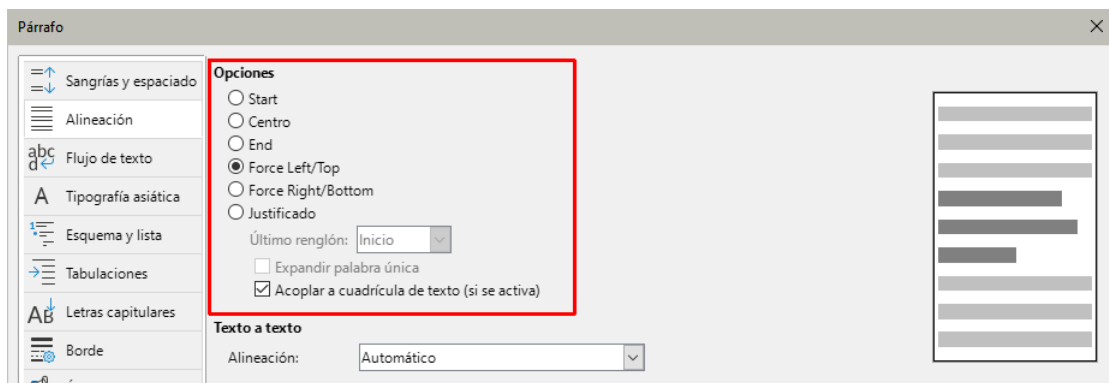 Párrafo
Sangrías y espaciado
Alineación
Flujo de texto
Tipografía asiática
Esquema y lista
Tabulaciones
Letras capitulares
Borde
Opciones
Start
Centro
End
Force Left/Top
Force Right/Bottom
Justificado
Último renglón: Inicio
Expandir palabra única
Acoplar a cuadrícula de texto (si se activa)
Texto a texto
Alineación: Automático